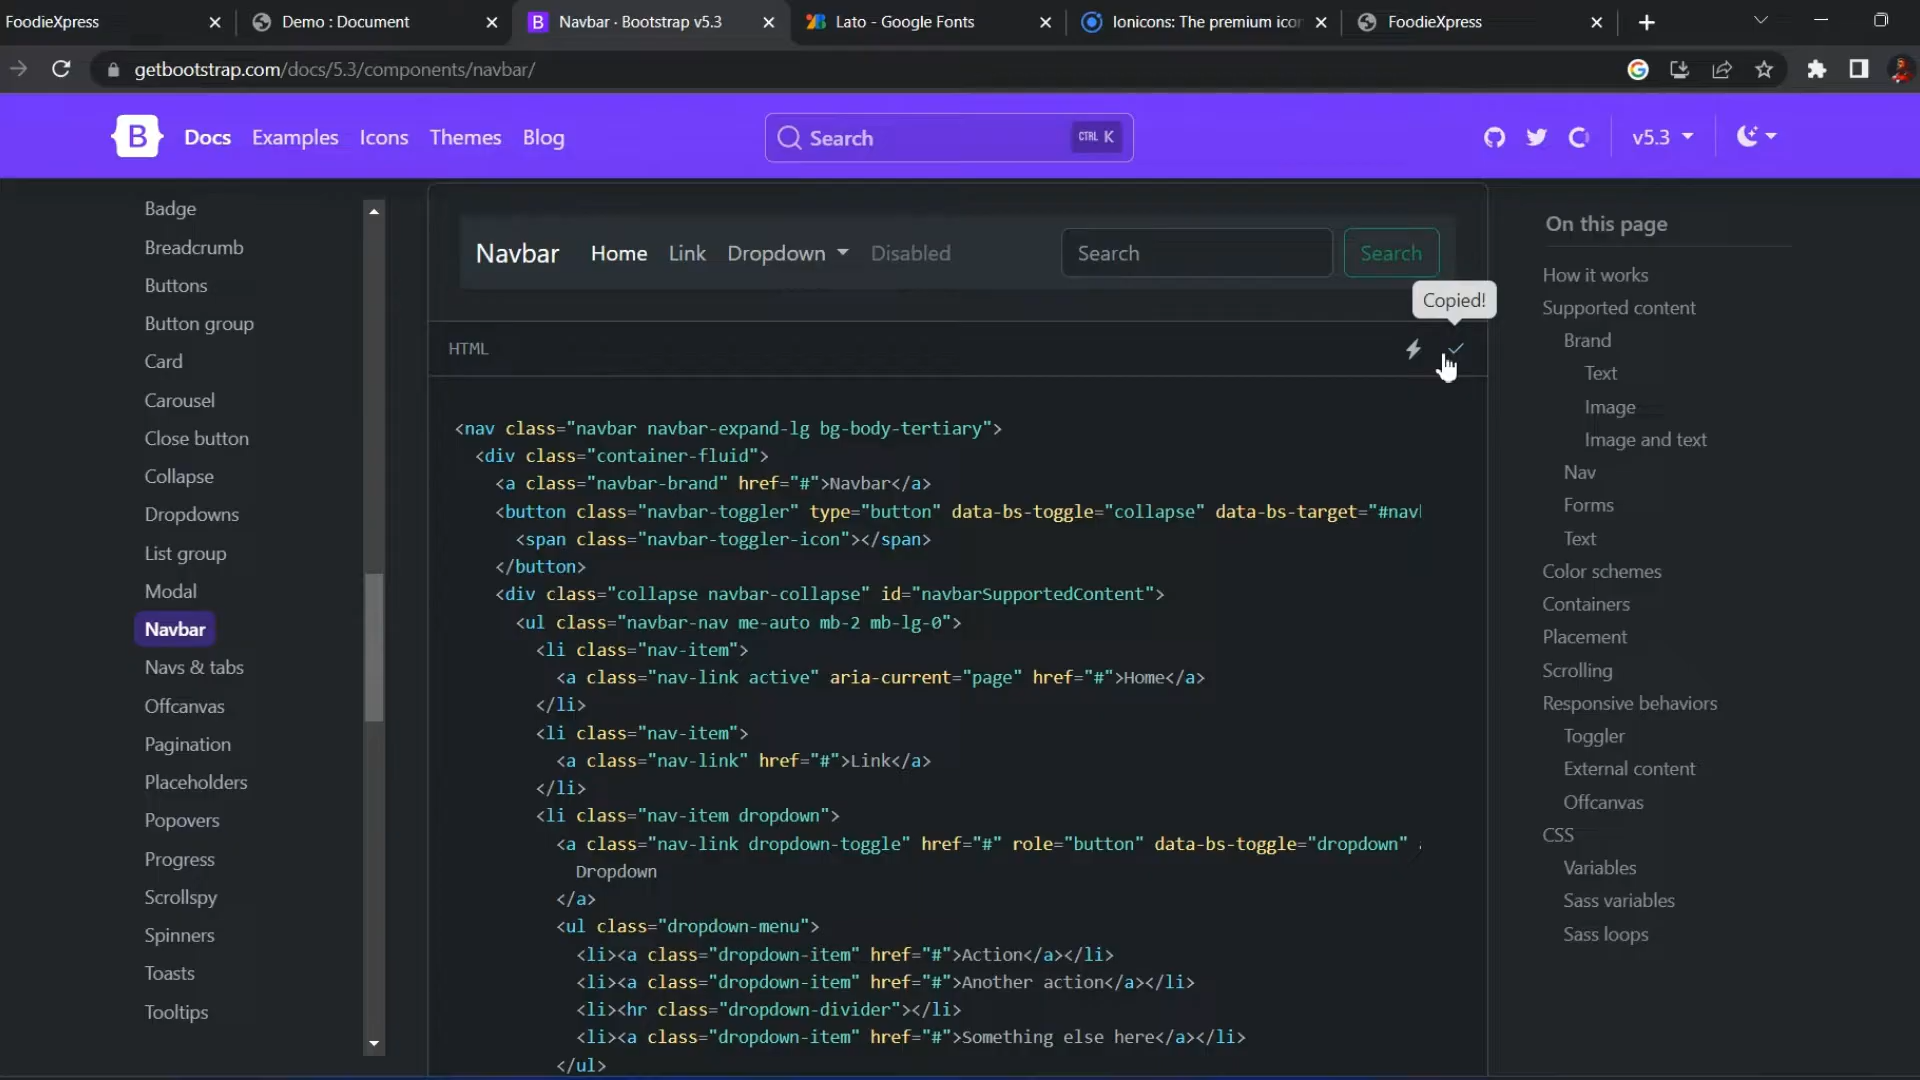 FoodieXpress
Demo : Document
Navbar · Bootstrap v5.3
Lato - Google Fonts
Ionicons: The premium icon
FoodieXpress
getbootstrap.com/docs/5.3/components/navbar/
B
Docs
Examples
Icons
Themes
Blog
Search
CTRL K
v5.3
Badge
Breadcrumb
Buttons
Button group
Card
Carousel
Close button
Collapse
Dropdowns
List group
Modal
Navbar
Navs & tabs
Offcanvas
Pagination
Placeholders
Popovers
Progress
Scrollspy
Spinners
Toasts
Tooltips
Navbar Home Link Dropdown Disabled
Search
Search
Copied!
HTML
<nav class="navbar navbar-expand-lg bg-body-tertiary">
<div class="container-fluid">
<a class="navbar-brand" href="#">Navbar</a>
<button class="navbar-toggler" type="button" data-bs-toggle="collapse" data-bs-target="#nav
<span class="navbar-toggler-icon"></span>
</button>
<div class="collapse navbar-collapse" id="navbarSupportedContent">
<ul class="navbar-nav me-auto mb-2 mb-lg-0">
<li class="nav-item">
<a class="nav-link active" aria-current="page" href="#">Home</a>
</li>
<li class="nav-item">
<a class="nav-link" href="#">Link</a>
</li>
<li class="nav-item dropdown">
<a class="nav-link dropdown-toggle" href="#" role="button" data-bs-toggle="dropdown"
Dropdown
</a>
<ul class="dropdown-menu">
<li><a class="dropdown-item" href="#">Action</a></li>
<li><a class="dropdown-item" href="#">Another action</a></li>
<li><hr class="dropdown-divider"></li>
<li><a class="dropdown-item" href="#">Something else here</a></li>
</ul>
On this page
How it works
Supported content
Brand
Text
Image
Image and text
Nav
Forms
Text
Color schemes
Containers
Placement
Scrolling
Responsive behaviors
Toggler
External content
Offcanvas
CSS
Variables
Sass variables
Sass loops